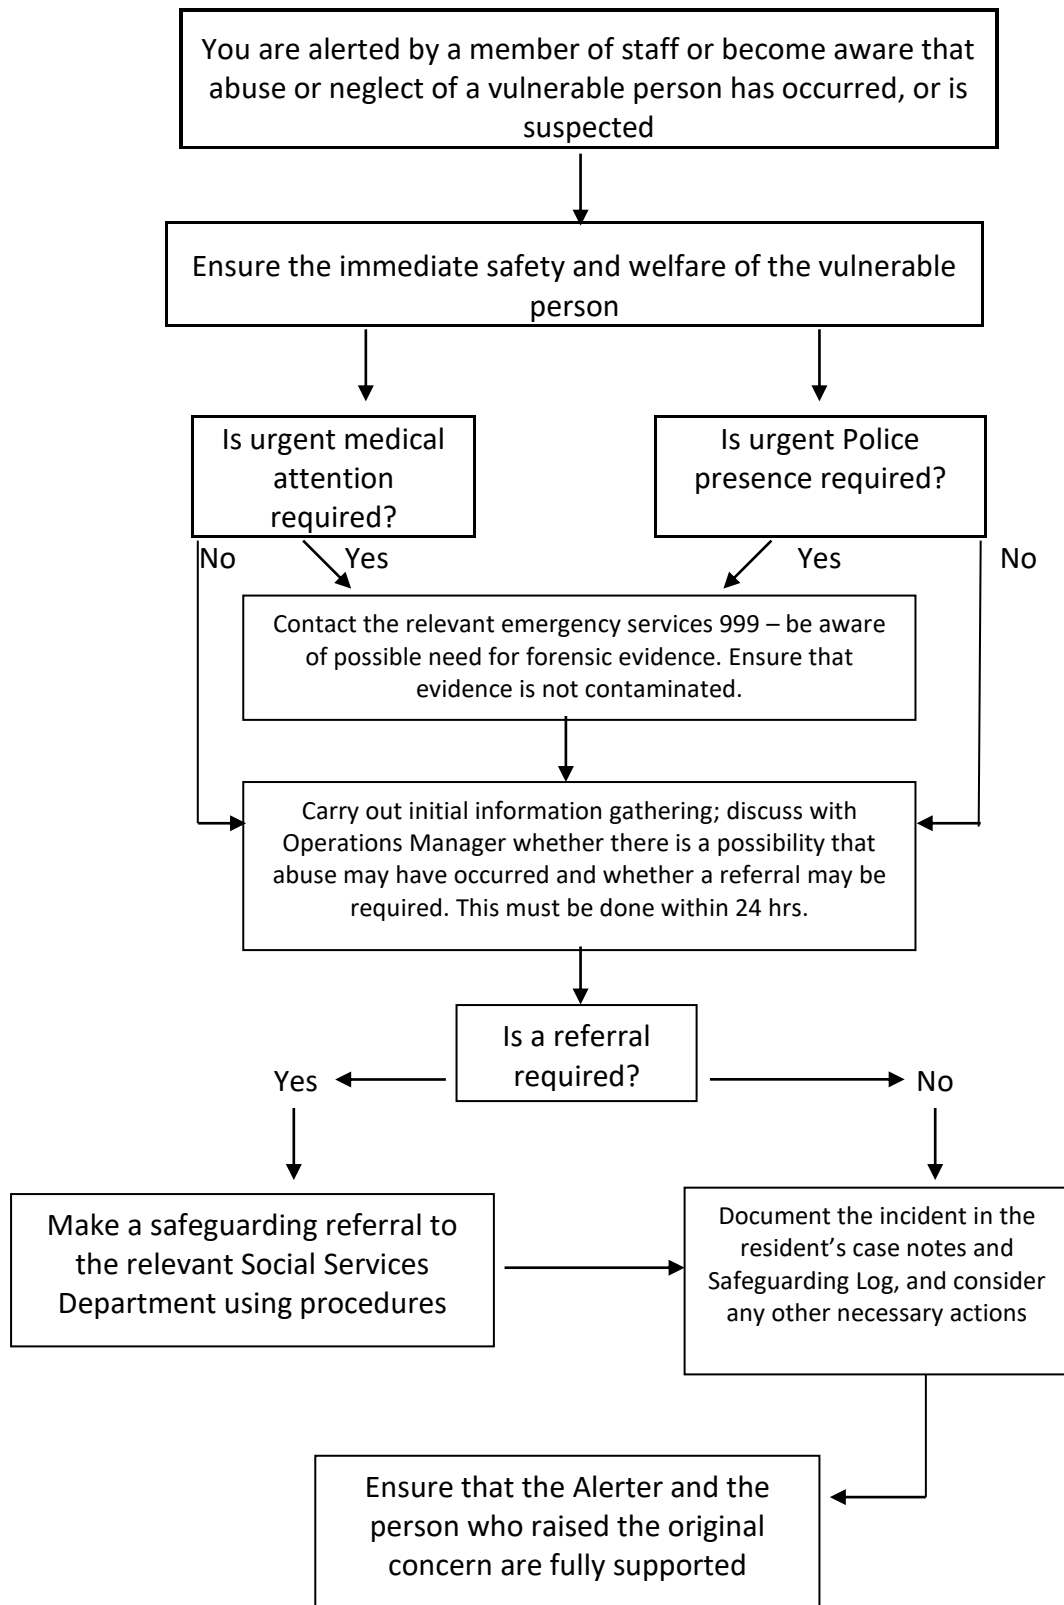 You are alerted by a member of staff or become aware that
abuse or neglect of a vulnerable person has occurred, or is
suspected
Ensure the immediate safety and welfare of the vulnerable
person
Is urgent medical
attention
required?
Is urgent Police
presence required?
No
Yes
Yes
No
Contact the relevant emergency services 999 – be aware
of possible need for forensic evidence. Ensure that
evidence is not contaminated.
Carry out initial information gathering; discuss with
Operations Manager whether there is a possibility that
abuse may have occurred and whether a referral may be
required. This must be done within 24 hrs.
Is a referral
required?
Yes
No
Make a safeguarding referral to
the relevant Social Services
Department using procedures
Document the incident in the
resident’s case notes and
Safeguarding Log, and consider
any other necessary actions
Ensure that the Alerter and the
person who raised the original
concern are fully supported